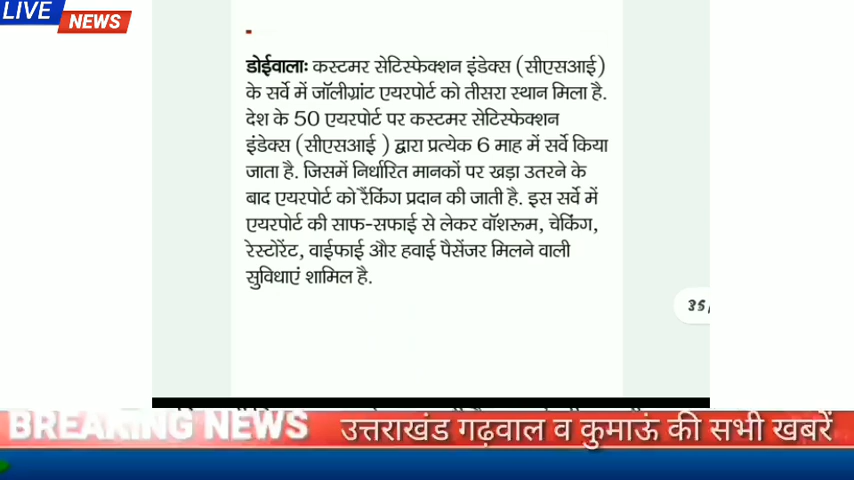 LIVE
NEWS
डोईवालाः कस्टमर सेटिस्फेक्शन इंडेक्स (सीएसआई)
के सर्वे में जॉलीग्रांट एयरपोर्ट को तीसरा स्थान मिला है.
देश के 50 एयरपोर्ट पर कस्टमर सेटिस्फेक्शन
इंडेक्स (सीएसआई ) द्वारा प्रत्येक 6 माह में सर्वे किया
जाता है. जिसमें निर्धारित मानकों पर खड़ा उतरने के
बाद एयरपोर्ट को रैंकिंग प्रदान की जाती है. इस सर्वे में
एयरपोर्ट की साफ-सफाई से लेकर वॉशरूम, चेकिंग,
रेस्टोरेंट, वाईफाई और हवाई पैसेंजर मिलने वाली
सुविधाएं शामिल है.
BREAKING NEWS
उत्तराखंड गढ़वाल व कुमाऊं की सभी खबरें